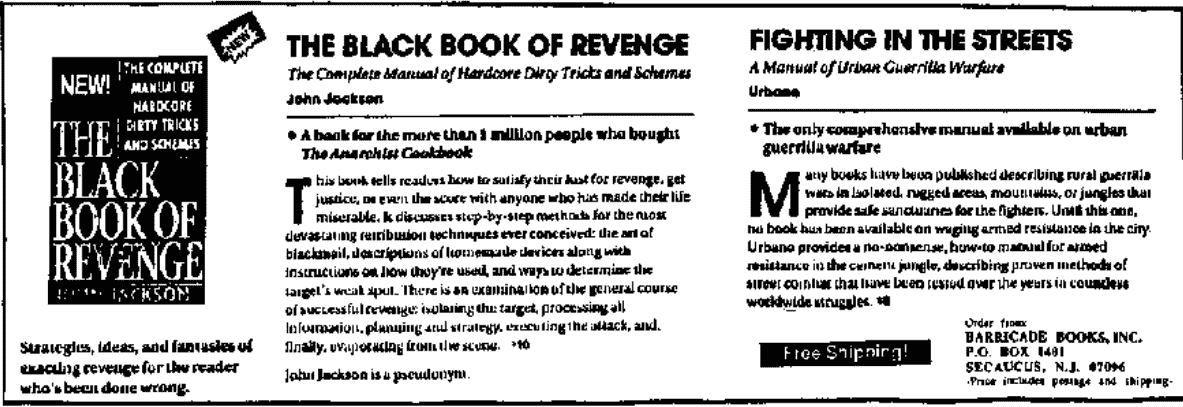 NEW
NEW!
THE COMPLETE
MANUAL OF
HARDCORE
DIRTY TRICKS
AND SCHEMES
THE
BLACK
BOOK OF
REVENGE
JACKSON
Strategies, ideas, and fantasies of
exacting revenge for the reader
who's been done wrong.
THE BLACK BOOK OF REVENGE
The Complete Manual of Hardcore Dirty Tricks and Schemes
John Jackson
• A book for the more than 1 million people who bought
The Anarchist Cookbook
This book tells readers how to satisfy their lust for revenge, get
justice, or even the score with anyone who has made their life
miserable. It discusses step-by-step methods for the most
devastating retribution techniques ever conceived: the art of
blackmail, descriptions of homemade devices along with
instructions on how they're used, and ways to determine the
target's weak spot. There is an examination of the general course
of successful revenge: isolating the target, processing all
information, planning and strategy, executing the attack, and,
finally, evaporating from the scene.
John Jackson is a pseudonym.
FIGHTING IN THE STREETS
A Manual of Urban Guerrilla Warfare
Urbano
• The only comprehensive manual available on urban
guerrilla warfare
Many books have been published describing rural guerrilla
wars in isolated, rugged areas, mountains, or jungles that
provide safe sanctuaries for the fighters. Until this one,
no book has been available on waging armed resistance in the city.
Urbano provides a no-nonsense, how-to manual for armed
resistance in the cement jungle, describing proven methods of
street combat that have been tested over the years in countless
worldwide struggles.
Free Shipping!
Order from:
BARRICADE BOOKS, INC.
P.O. BOX 1401
SECAUCUS, N.J. 07096
-Price includes postage and shipping-